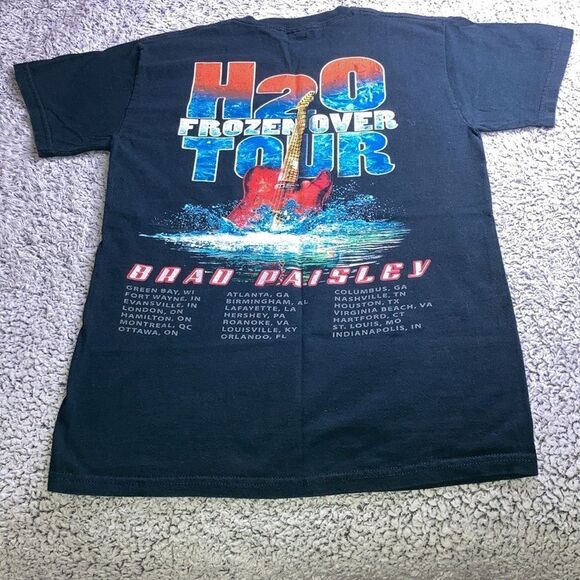 H2O
FROZEN OVER
TOUR
BRAD PAISLEY
GREEN BAY, WI
FORT WAYNE, IN
EVANSVILLE, IN
LONDON, ON
HAMILTON, ON
MONTREAL, QC
OTTAWA, ON
ATLANTA, GA
BIRMINGHAM, AL
LAFAYETTE, LA
HERSHEY, PA
ROANOKE, VA
LOUISVILLE, KY
ORLANDO, FL
COLUMBUS, GA
NASHVILLE, TN
HOUSTON, TX
VIRGINIA BEACH, VA
HARTFORD, CT
ST. LOUIS, MO
INDIANAPOLIS, IN